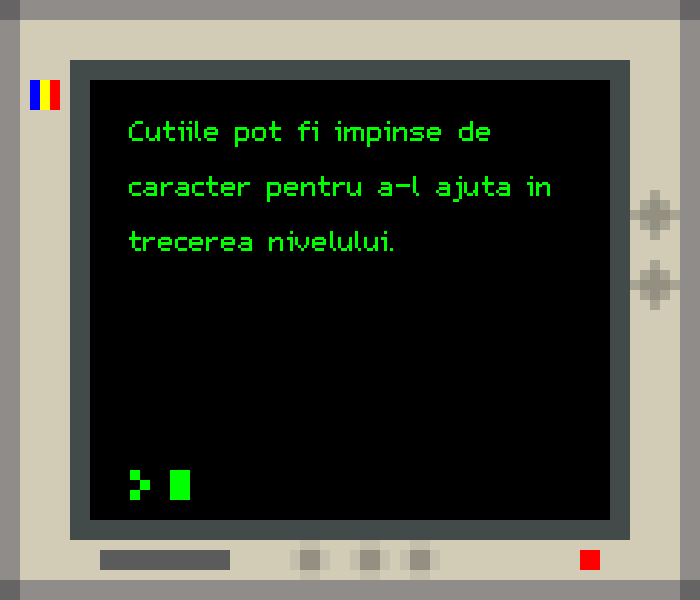 Cutiile pot fi impinse de
caracter pentru a-l ajuta in
trecerea nivelului.
>